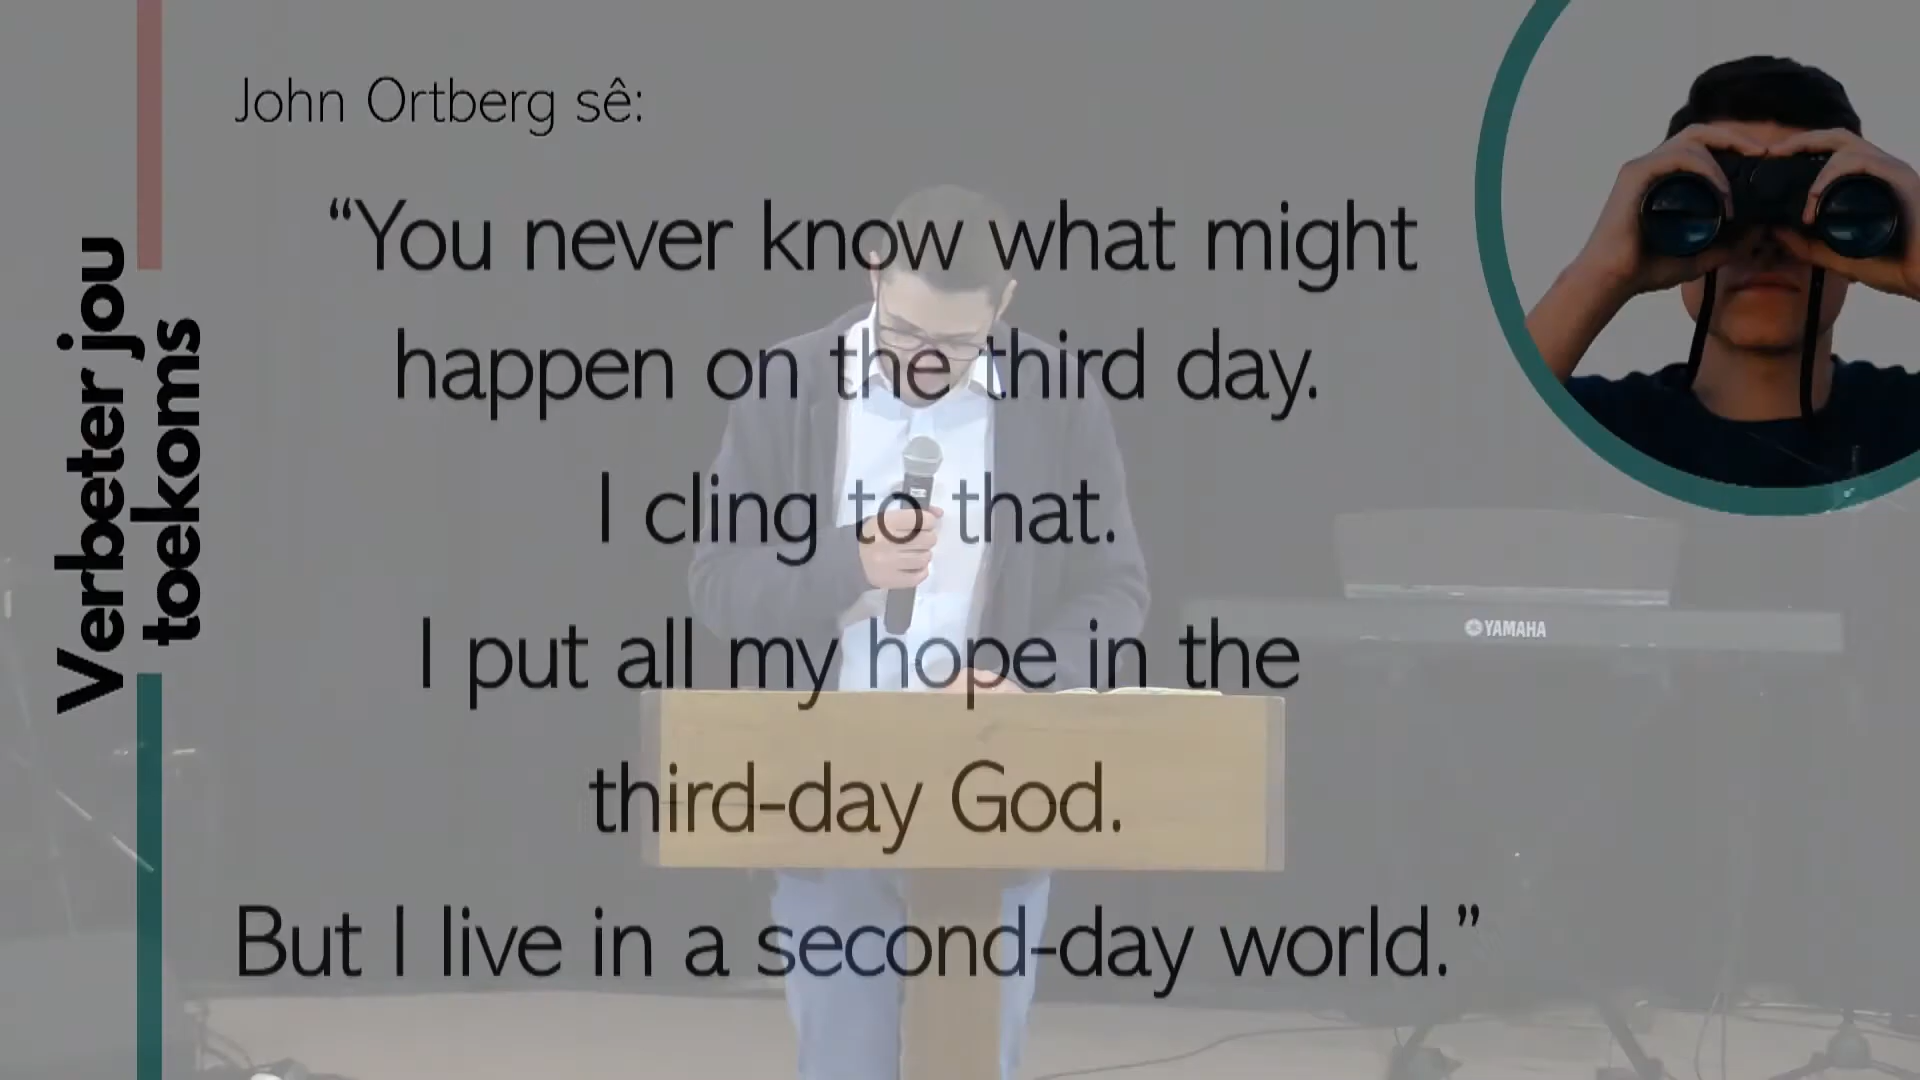 John Ortberg sê:
“You never know what might
happen on the third day.
I cling to that.
I put all my hope in the
third-day God.
But I live in a second-day world.”
Verbeter jou
toekoms
YAMAHA